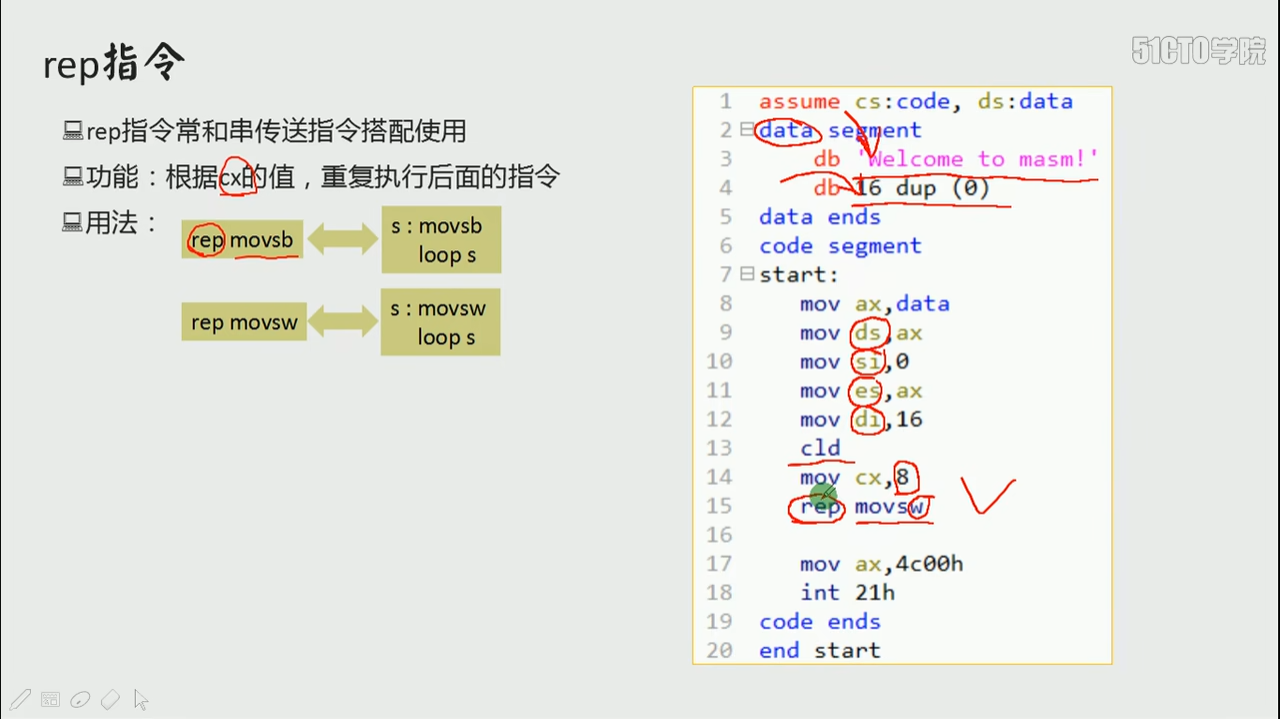 rep指令
51CTO学院
rep指令常和串传送指令搭配使用
功能：根据cx的值，重复执行后面的指令
用法：
rep movsb
s : movsb
loop s
rep movsw
s : movsw
loop s
1 assume cs:code, ds:data
2 data segment
3 db 'Welcome to masm!'
4 db 16 dup (0)
5 data ends
6 code segment
7 start:
8 mov ax,data
9 mov ds,ax
10 mov si,0
11 mov es,ax
12 mov di,16
13 cld
14 mov cx,8
15 rep movsw
16
17 mov ax,4c00h
18 int 21h
19 code ends
20 end start